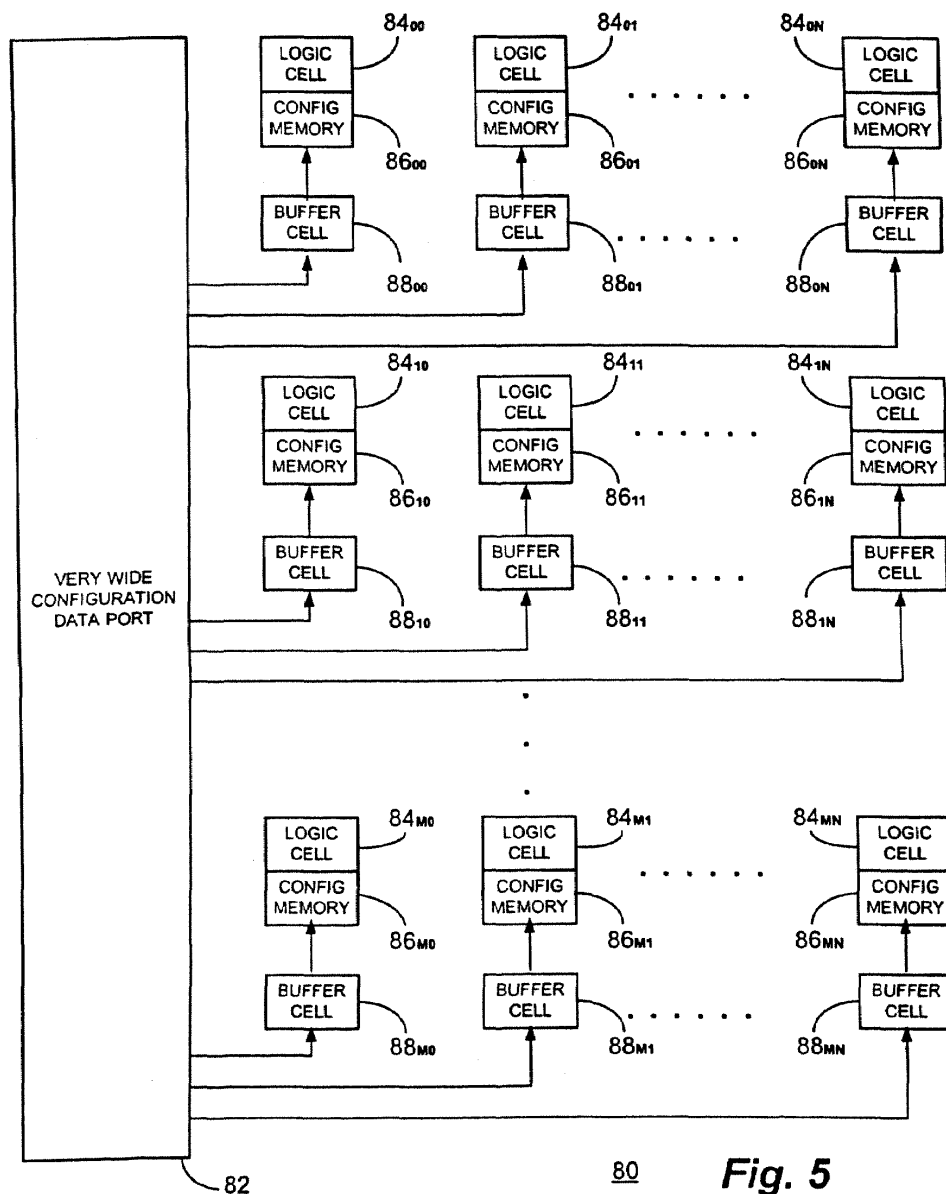 84₀₀ 84₀₁ 84₀N
LOGIC CELL LOGIC CELL LOGIC CELL
CONFIG MEMORY CONFIG MEMORY CONFIG MEMORY
86₀₀ 86₀₁ 86₀N
BUFFER CELL BUFFER CELL BUFFER CELL
88₀₀ 88₀₁ 88₀N
84₁₀ 84₁₁ 84₁N
LOGIC CELL LOGIC CELL LOGIC CELL
CONFIG MEMORY CONFIG MEMORY CONFIG MEMORY
86₁₀ 86₁₁ 86₁N
VERY WIDE
CONFIGURATION
DATA PORT
BUFFER CELL BUFFER CELL BUFFER CELL
88₁₀ 88₁₁ 88₁N
84M₀ 84M₁ 84MN
LOGIC CELL LOGIC CELL LOGIC CELL
CONFIG MEMORY CONFIG MEMORY CONFIG MEMORY
86M₀ 86M₁ 86MN
BUFFER CELL BUFFER CELL BUFFER CELL
88M₀ 88M₁ 88MN
82
80
Fig. 5